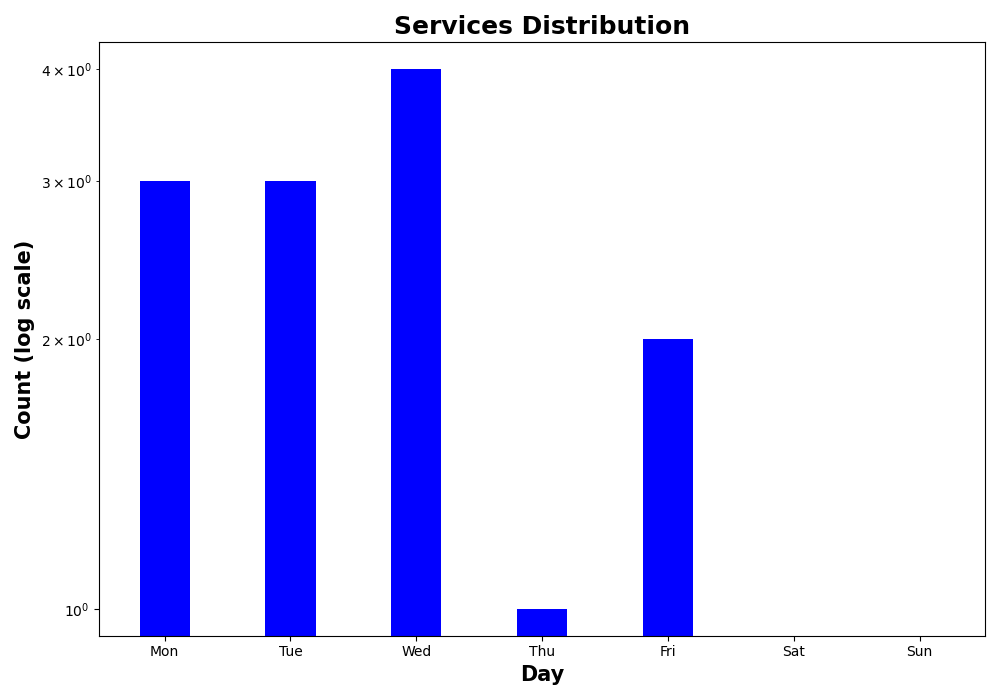 Services Distribution
Count (log scale)
4 × 10⁰
3 × 10⁰
2 × 10⁰
10⁰
Mon Tue Wed Thu Fri Sat Sun
Day